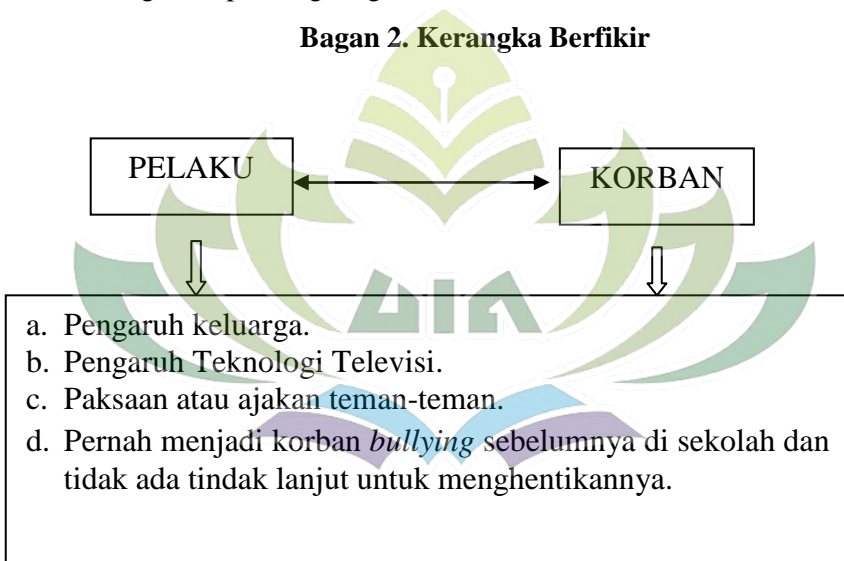 Bagan 2. Kerangka Berfikir
PELAKU
KORBAN
UIN
a. Pengaruh keluarga.
b. Pengaruh Teknologi Televisi.
c. Paksaan atau ajakan teman-teman.
d. Pernah menjadi korban bullying sebelumnya di sekolah dan
tidak ada tindak lanjut untuk menghentikannya.